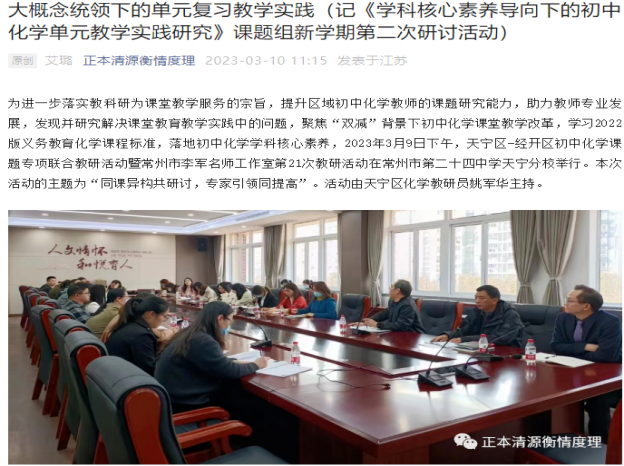 大概念统领下的单元复习教学实践（记《学科核心素养导向下的初中
化学单元教学实践研究》课题组新学期第二次研讨活动）
原创 艾璐 正本清源衡情度理 2023-03-10 11:15 发表于江苏
为进一步落实教科研为课堂教学服务的宗旨，提升区域初中化学教师的课题研究能力，助力教师专业发
展，发现并研究解决课堂教育教学实践中的问题，聚焦“双减”背景下初中化学课堂教学改革，学习2022
版义务教育化学课程标准，落地初中化学学科核心素养，2023年3月9日下午，天宁区-经开区初中化学课
题专项联合教研活动暨常州市李军名师工作室第21次教研活动在常州市第二十四中学天宁分校举行。本次
活动的主题为“同课异构共研讨，专家引领同提高”。活动由天宁区化学教研员姚军华主持。
人文情怀
和悦育人
正本清源衡情度理